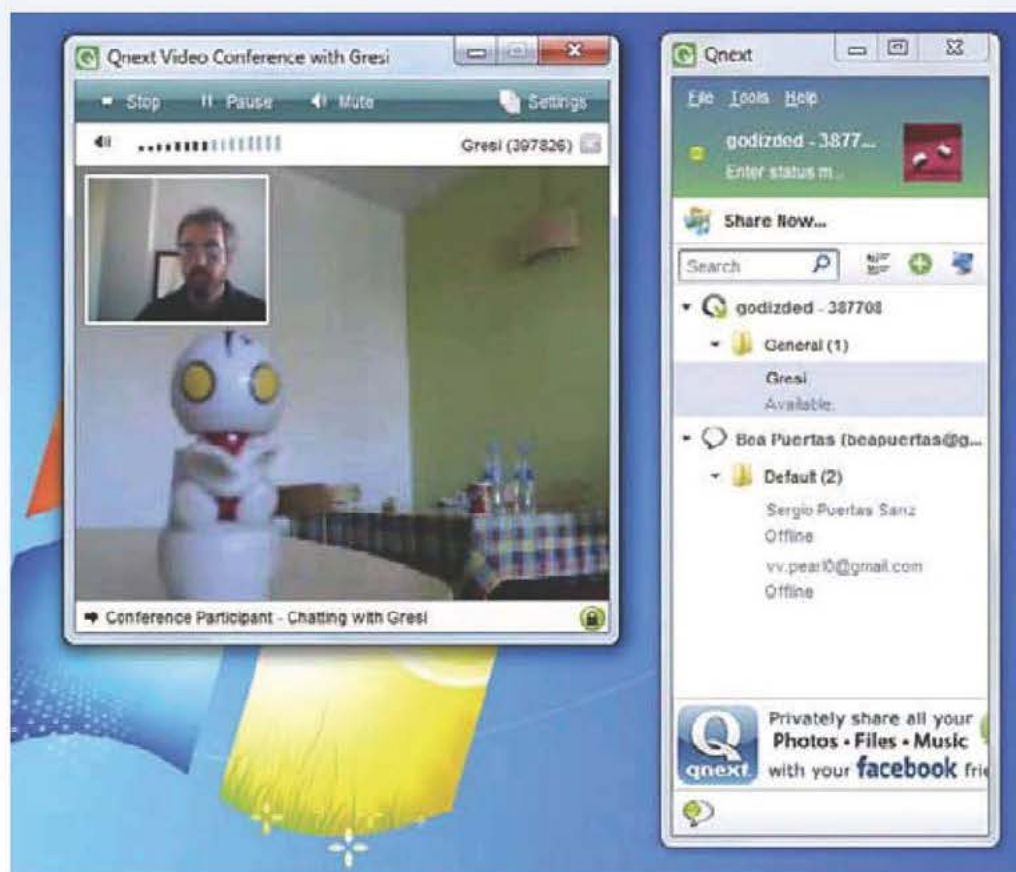 Qnext Video Conference with Gresi
Stop
Pause
Mute
Settings
Gresi (397826)
Conference Participant - Chatting with Gresi
Qnext
File Tools Help
godizded - 3877...
Enter status m...
Share Now...
Search
godizded - 387708
General (1)
Gresi
Available.
Bea Puertas (beapuertas@g...
Default (2)
Sergio Puertas Sanz
Offline
vv.pearl0@gmail.com
Offline
Q
qnext
Privately share all your
Photos • Files • Music
with your facebook frie